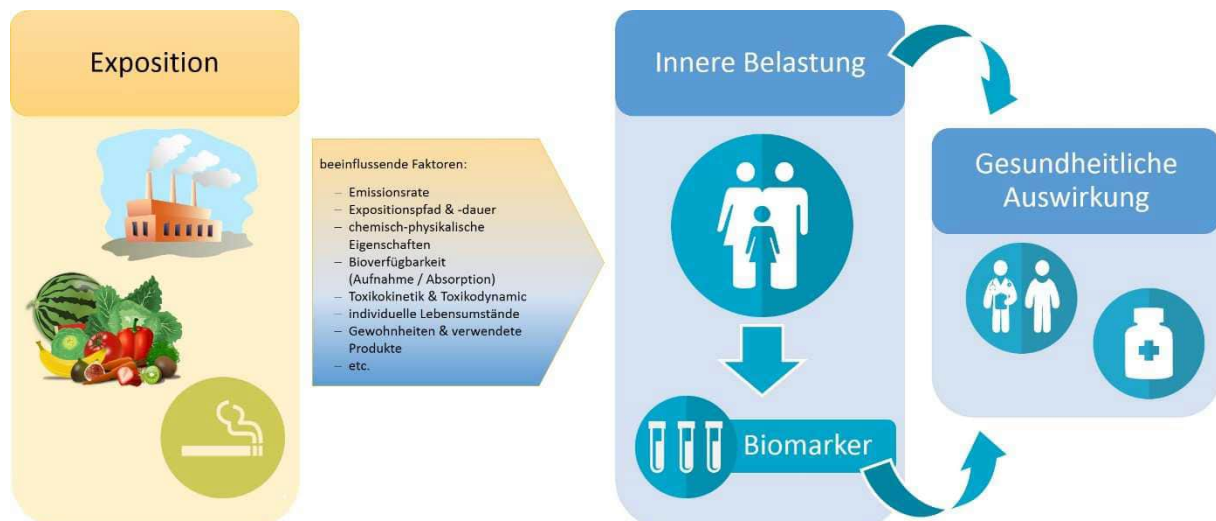 Exposition
beeinflussende Faktoren:
– Emissionsrate
– Expositionspfad & -dauer
– chemisch-physikalische
Eigenschaften
– Bioverfügbarkeit
(Aufnahme / Absorption)
– Toxikokinetik & Toxikodynamic
– individuelle Lebensumstände
– Gewohnheiten & verwendete
Produkte
– etc.
Innere Belastung
Biomarker
Gesundheitliche
Auswirkung